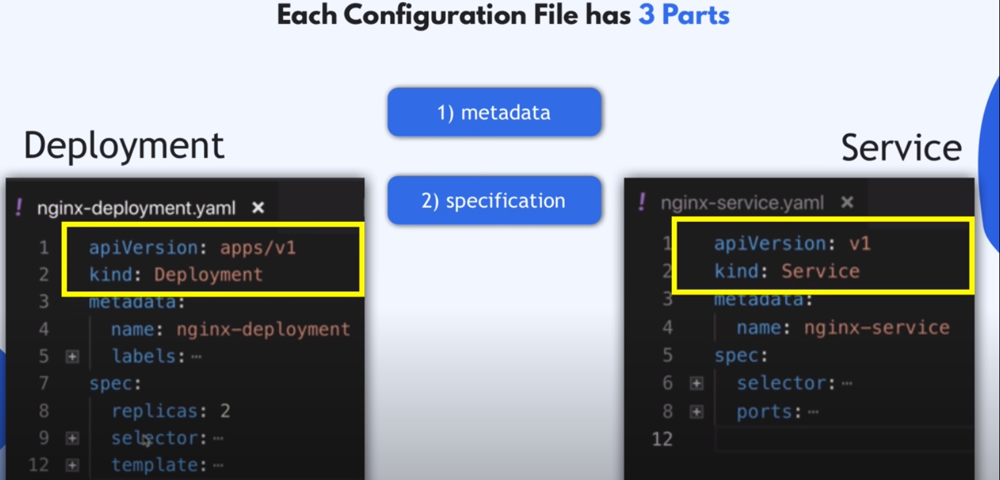 Each Configuration File has 3 Parts
1) metadata
2) specification
Deployment
! nginx-deployment.yaml ×
1 apiVersion: apps/v1
2 kind: Deployment
3 metadata:
4 name: nginx-deployment
5 labels: ⋯
7 spec:
8 replicas: 2
9 selector: ⋯
12 template: ⋯
Service
! nginx-service.yaml ×
1 apiVersion: v1
2 kind: Service
3 metadata:
4 name: nginx-service
5 spec:
6 selector: ⋯
8 ports: ⋯
12